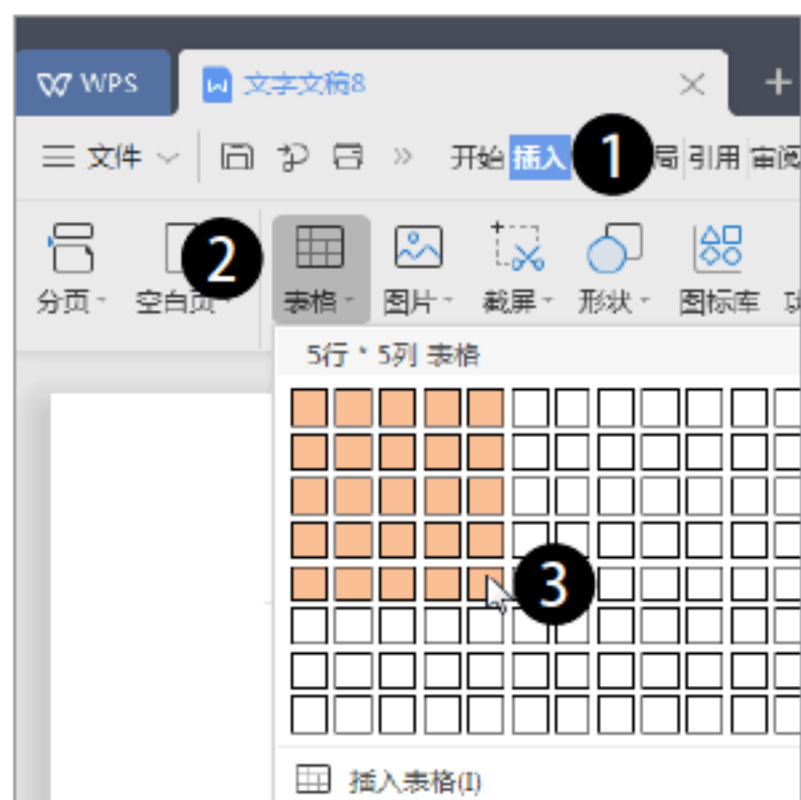 WPS 文字文稿8
文件 开始 插入 1 局 引用 审阅
2
分页 空白页 表格 图片 截屏 形状 图标库
5行 * 5列 表格
3
插入表格(I)